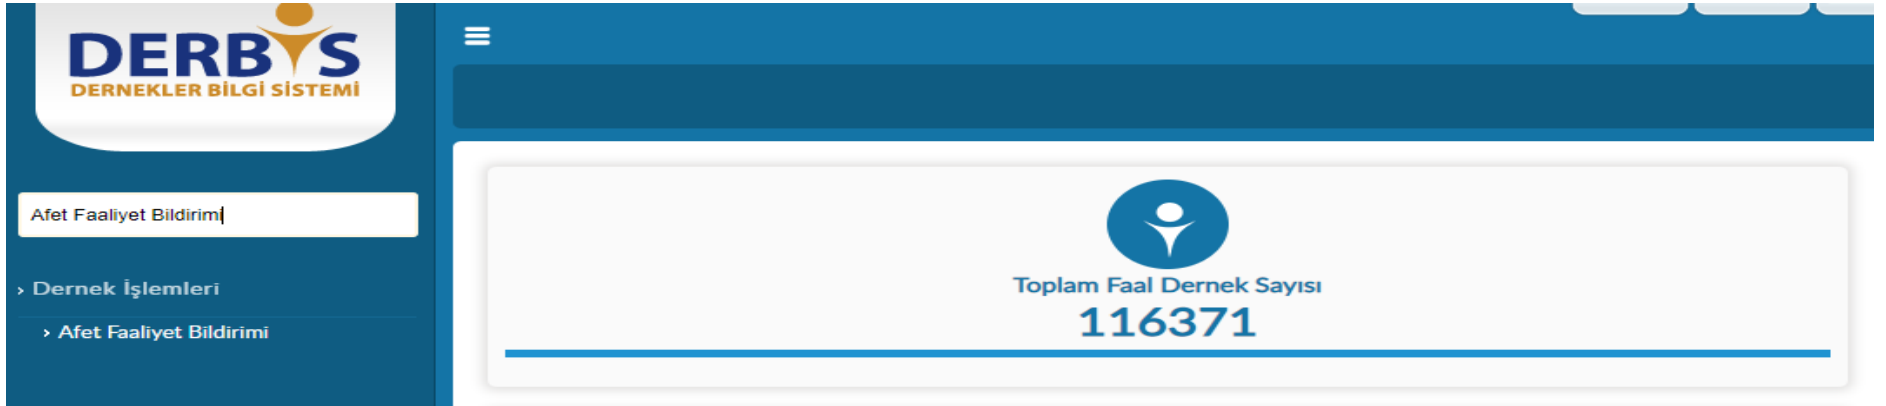 DERBİS
DERNEKLER BİLGİ SİSTEMİ
Afet Faaliyet Bildirimi
Dernek İşlemleri
Afet Faaliyet Bildirimi
Toplam Faal Dernek Sayısı
116371